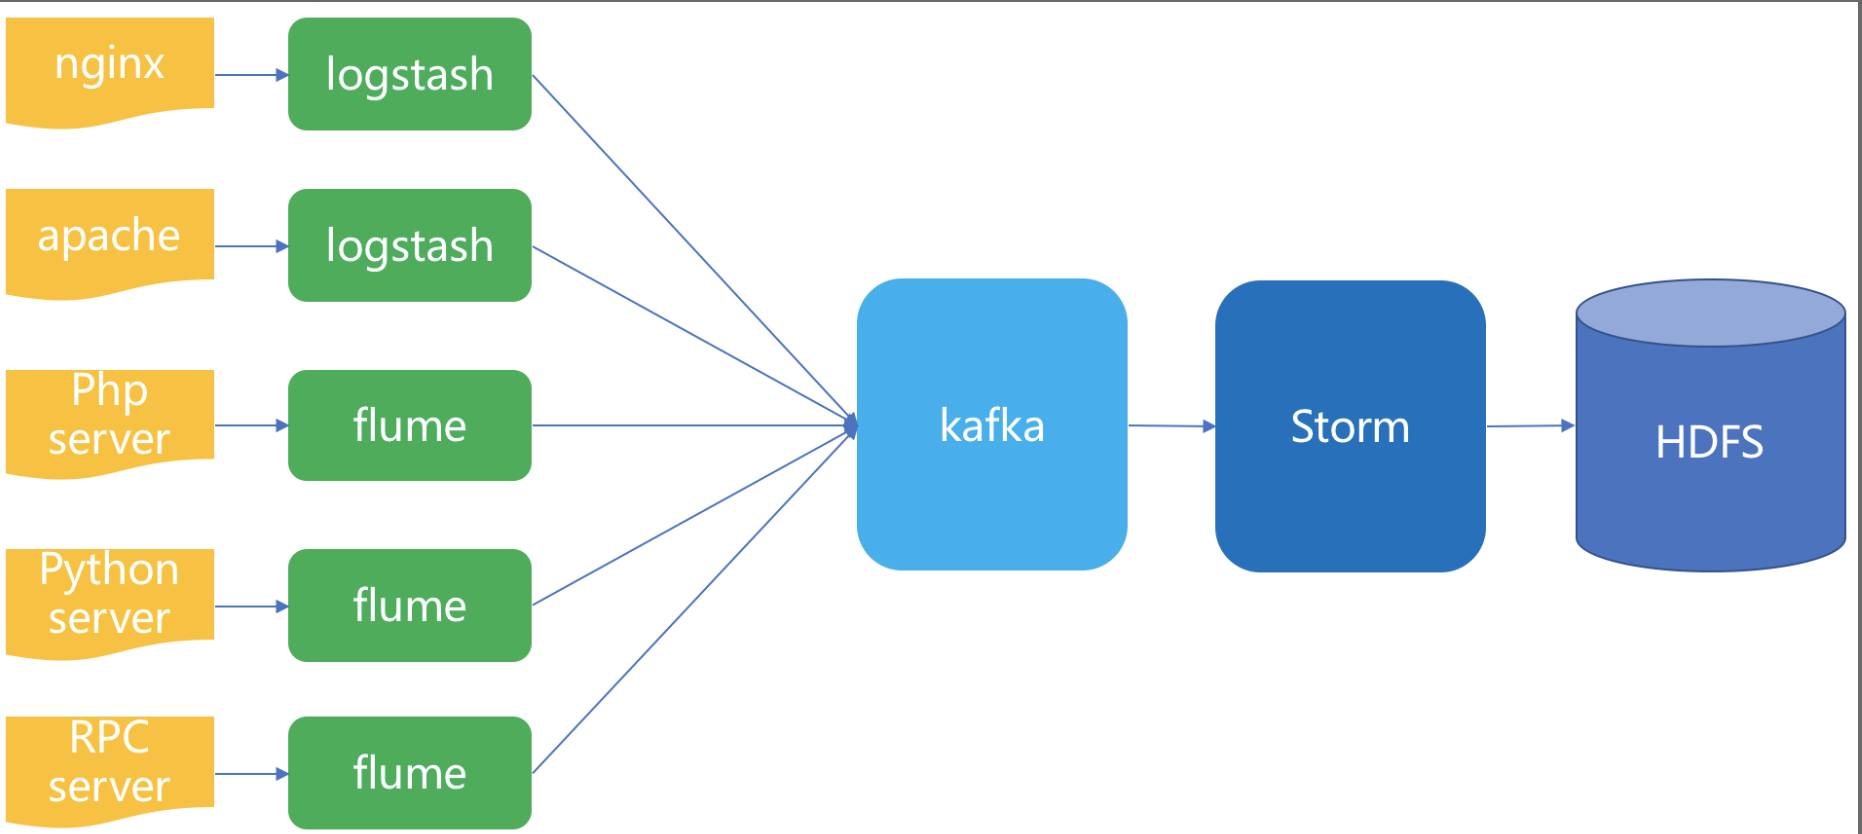 nginx
logstash
apache
logstash
Php
server
flume
Python
server
flume
RPC
server
flume
kafka
Storm
HDFS